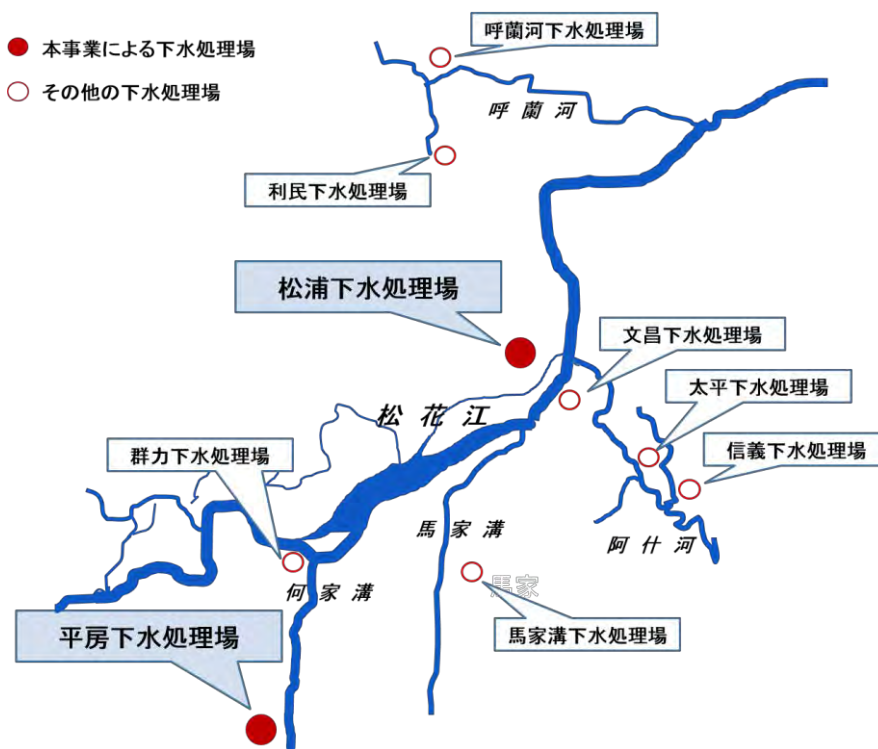 本事業による下水処理場
その他の下水処理場
呼蘭河下水処理場
呼蘭河
利民下水処理場
松浦下水処理場
文昌下水処理場
太平下水処理場
松花江
群力下水処理場
信義下水処理場
馬家溝
阿什河
何家溝
馬家
平房下水処理場
馬家溝下水処理場